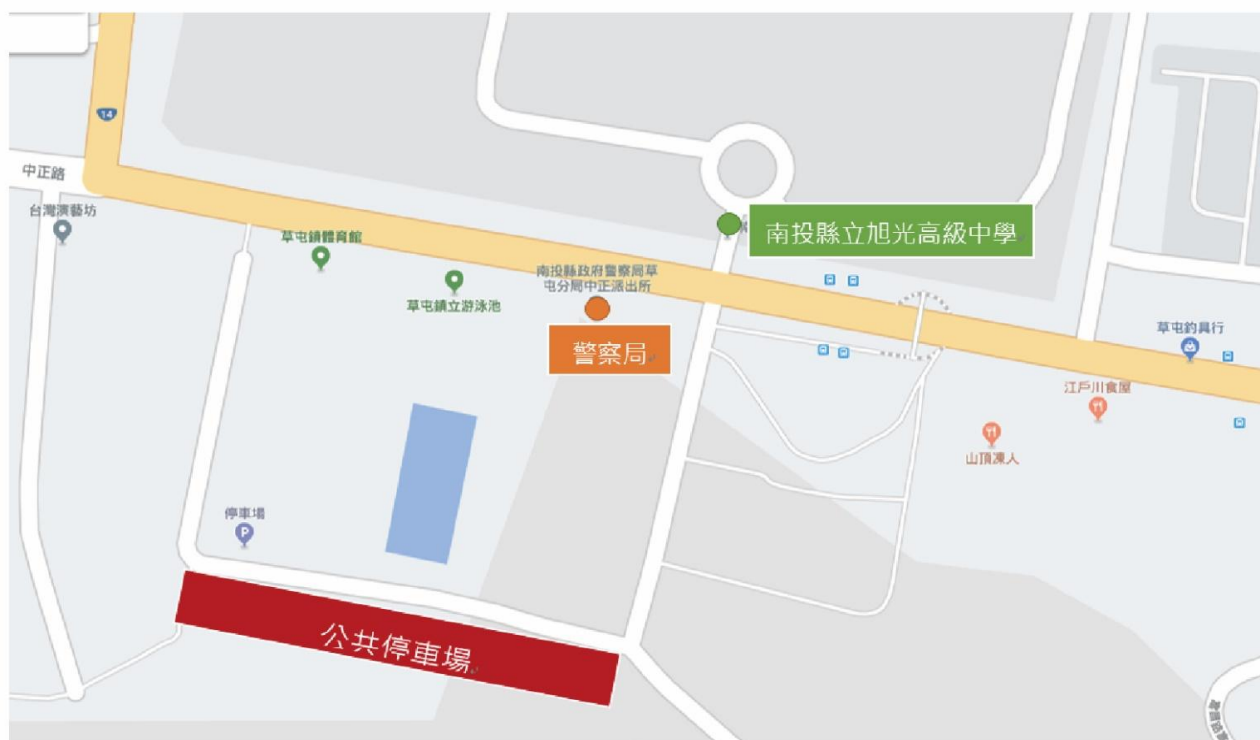 14
中正路
台灣演藝坊
草屯鎮體育館
草屯鎮立游泳池
南投縣政府警察局草
屯分局中正派出所
警察局
南投縣立旭光高級中學
草屯釣具行
江戶川食屋
山頂凍人
停車場
P
公共停車場